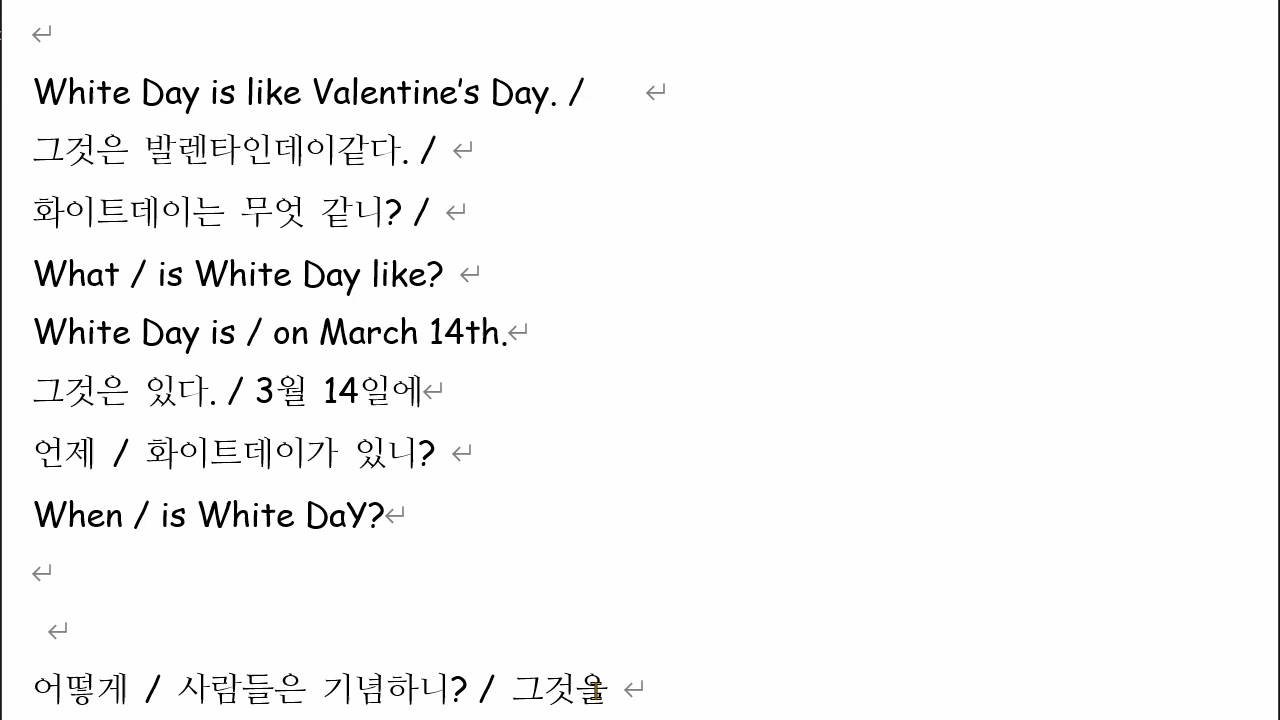 White Day is like Valentine's Day. /
그것은 발렌타인데이같다. /
화이트데이는 무엇 같니? /
What / is White Day like?
White Day is / on March 14th.
그것은 있다. / 3월 14일에
언제 / 화이트데이가 있니?
When / is White DaY?
어떻게 / 사람들은 기념하니? / 그것을